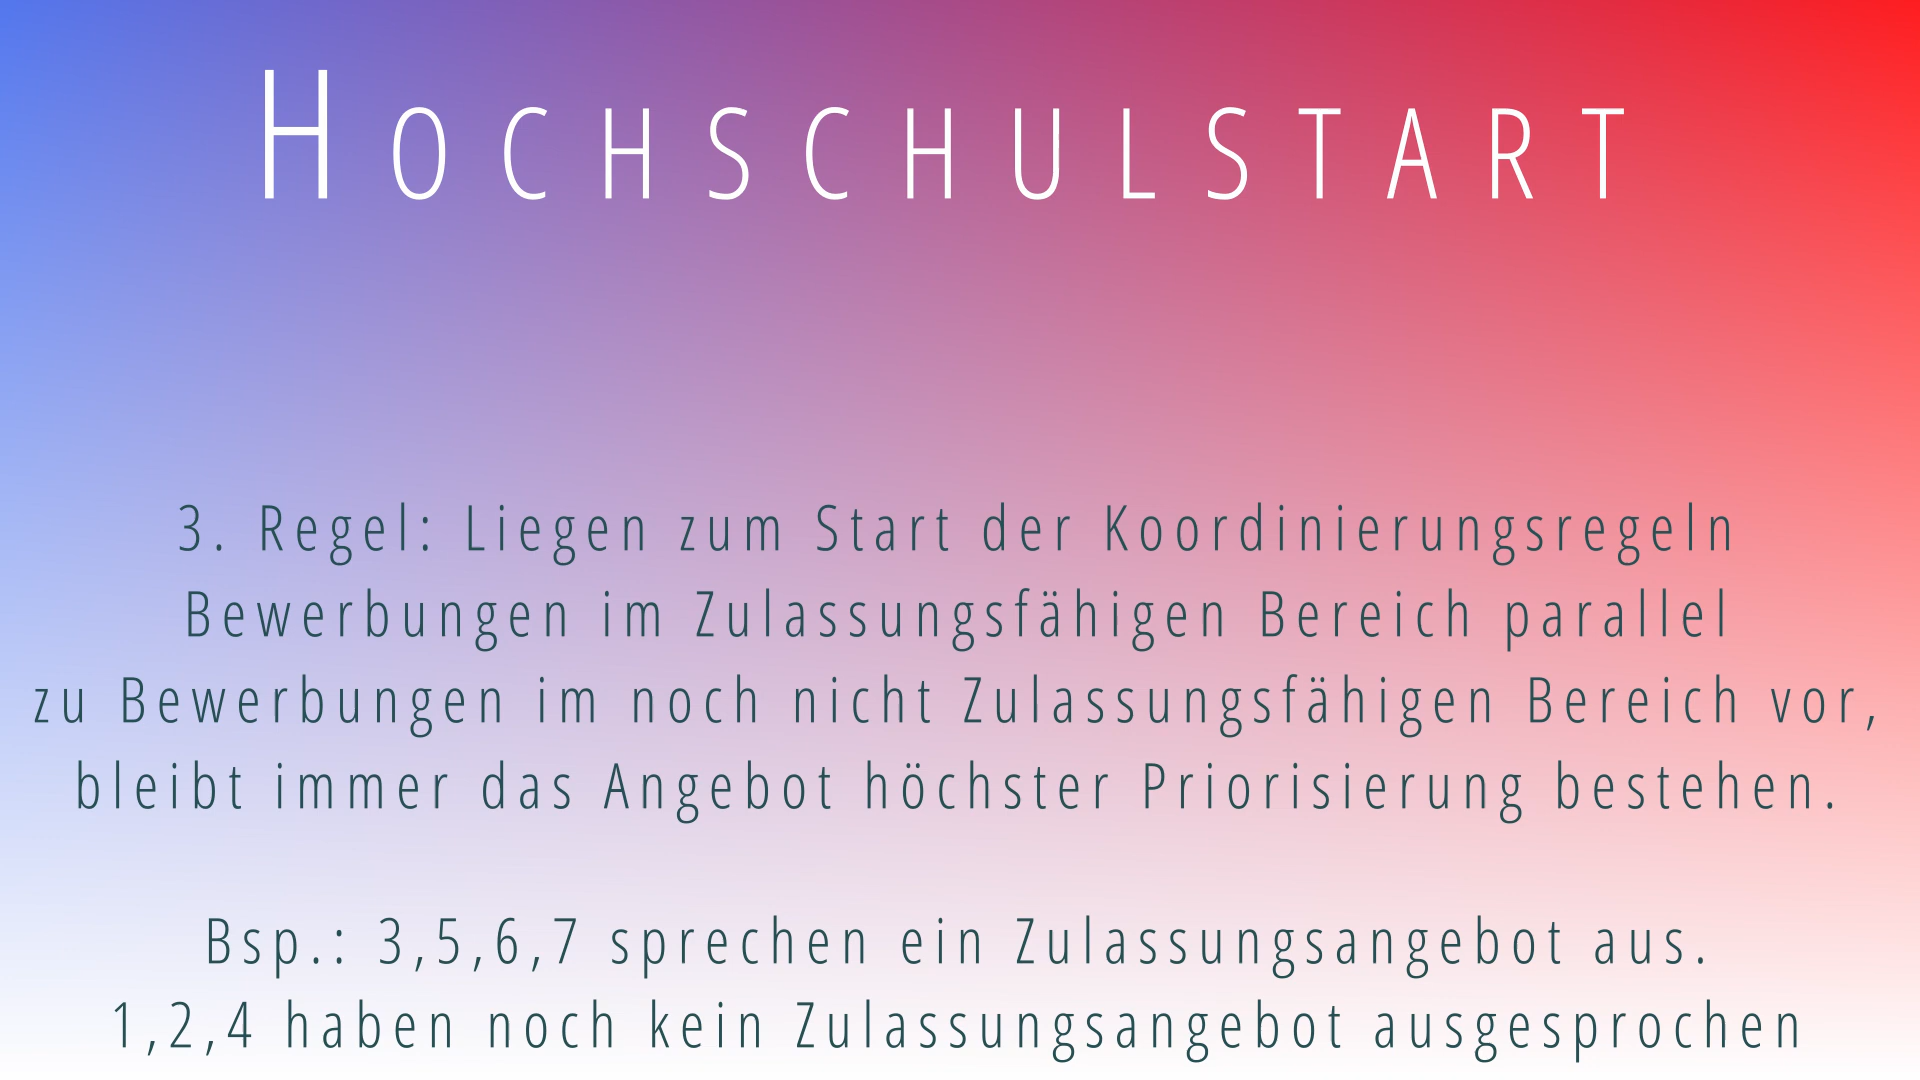 Hochschulstart
3. Regel: Liegen zum Start der Koordinierungsregeln
Bewerbungen im Zulassungsfähigen Bereich parallel
zu Bewerbungen im noch nicht Zulassungsfähigen Bereich vor,
bleibt immer das Angebot höchster Priorisierung bestehen.
Bsp.: 3,5,6,7 sprechen ein Zulassungsangebot aus.
1,2,4 haben noch kein Zulassungsangebot ausgesprochen